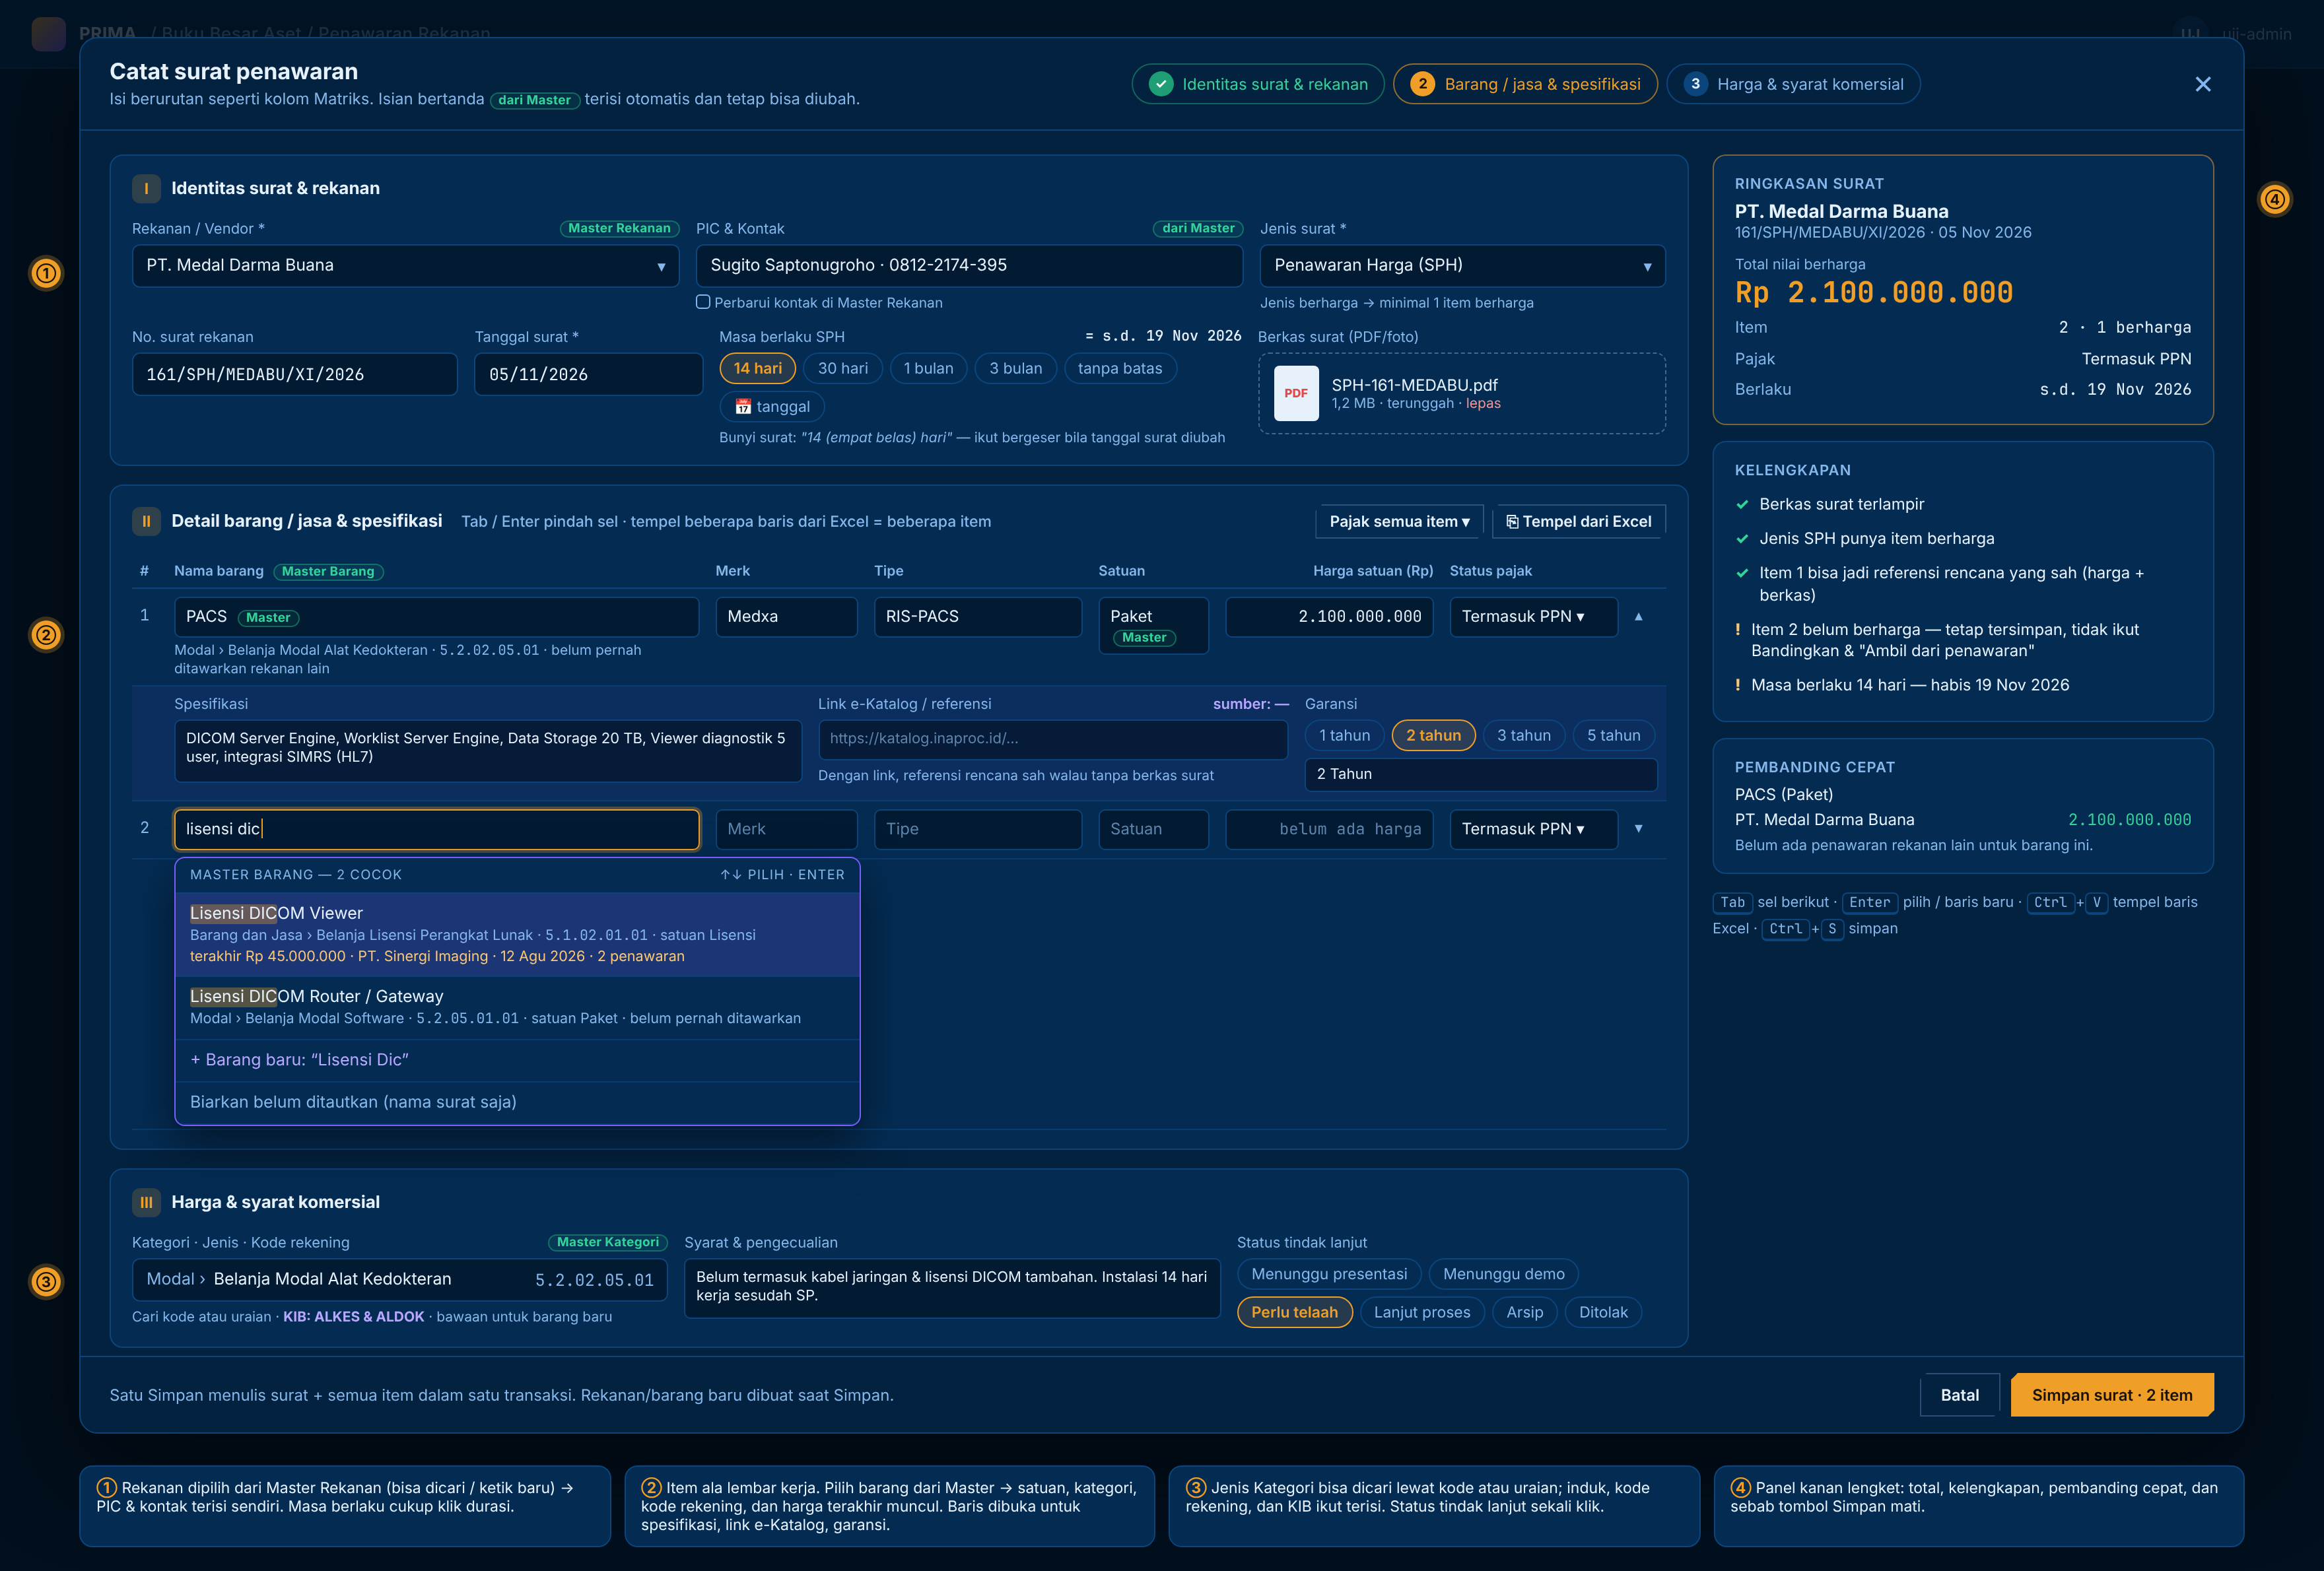 PRIMA / Buku Besar Aset / Penawaran Rekanan
UJ uji-admin
Catat surat penawaran
Isi berurutan seperti kolom Matriks. Isian bertanda dari Master terisi otomatis dan tetap bisa diubah.
✓ Identitas surat & rekanan
2 Barang / jasa & spesifikasi
3 Harga & syarat komersial
✕
①
I Identitas surat & rekanan
Rekanan / Vendor * Master Rekanan
PT. Medal Darma Buana ▾
PIC & Kontak dari Master
Sugito Saptonugroho · 0812-2174-395
Perbarui kontak di Master Rekanan
Jenis surat *
Penawaran Harga (SPH) ▾
Jenis berharga → minimal 1 item berharga
No. surat rekanan
161/SPH/MEDABU/XI/2026
Tanggal surat *
05/11/2026
Masa berlaku SPH = s.d. 19 Nov 2026
14 hari 30 hari 1 bulan 3 bulan tanpa batas
📅 tanggal
Bunyi surat: "14 (empat belas) hari" — ikut bergeser bila tanggal surat diubah
Berkas surat (PDF/foto)
PDF
SPH-161-MEDABU.pdf
1,2 MB · terunggah · lepas
②
II Detail barang / jasa & spesifikasi Tab / Enter pindah sel · tempel beberapa baris dari Excel = beberapa item
Pajak semua item ▾
⎘ Tempel dari Excel
# Nama barang Master Barang Merk Tipe Satuan Harga satuan (Rp) Status pajak
1 PACS Master Medxa RIS-PACS Paket Master 2.100.000.000 Termasuk PPN ▾ ▲
Modal › Belanja Modal Alat Kedokteran · 5.2.02.05.01 · belum pernah
ditawarkan rekanan lain
Spesifikasi
DICOM Server Engine, Worklist Server Engine, Data Storage 20 TB, Viewer diagnostik 5
user, integrasi SIMRS (HL7)
Link e-Katalog / referensi sumber: —
https://katalog.inaproc.id/...
Dengan link, referensi rencana sah walau tanpa berkas surat
Garansi
1 tahun 2 tahun 3 tahun 5 tahun
2 Tahun
2 lisensi dic Merk Tipe Satuan belum ada harga Termasuk PPN ▾ ▼
MASTER BARANG — 2 COCOK ↑↓ PILIH · ENTER
Lisensi DICOM Viewer
Barang dan Jasa › Belanja Lisensi Perangkat Lunak · 5.1.02.01.01 · satuan Lisensi
terakhir Rp 45.000.000 · PT. Sinergi Imaging · 12 Agu 2026 · 2 penawaran
Lisensi DICOM Router / Gateway
Modal › Belanja Modal Software · 5.2.05.01.01 · satuan Paket · belum pernah ditawarkan
+ Barang baru: “Lisensi Dic”
Biarkan belum ditautkan (nama surat saja)
③
III Harga & syarat komersial
Kategori · Jenis · Kode rekening Master Kategori
Modal › Belanja Modal Alat Kedokteran 5.2.02.05.01
Cari kode atau uraian · KIB: ALKES & ALDOK · bawaan untuk barang baru
Syarat & pengecualian
Belum termasuk kabel jaringan & lisensi DICOM tambahan. Instalasi 14 hari
kerja sesudah SP.
Status tindak lanjut
Menunggu presentasi Menunggu demo
Perlu telaah Lanjut proses Arsip Ditolak
④
RINGKASAN SURAT
PT. Medal Darma Buana
161/SPH/MEDABU/XI/2026 · 05 Nov 2026
Total nilai berharga
Rp 2.100.000.000
Item 2 · 1 berharga
Pajak Termasuk PPN
Berlaku s.d. 19 Nov 2026
KELENGKAPAN
✓ Berkas surat terlampir
✓ Jenis SPH punya item berharga
✓ Item 1 bisa jadi referensi rencana yang sah (harga +
berkas)
! Item 2 belum berharga — tetap tersimpan, tidak ikut
Bandingkan & "Ambil dari penawaran"
! Masa berlaku 14 hari — habis 19 Nov 2026
PEMBANDING CEPAT
PACS (Paket)
PT. Medal Darma Buana 2.100.000.000
Belum ada penawaran rekanan lain untuk barang ini.
Tab sel berikut · Enter pilih / baris baru · Ctrl+V tempel baris
Excel · Ctrl+S simpan
Satu Simpan menulis surat + semua item dalam satu transaksi. Rekanan/barang baru dibuat saat Simpan.
Batal
Simpan surat · 2 item
① Rekanan dipilih dari Master Rekanan (bisa dicari / ketik baru) →
PIC & kontak terisi sendiri. Masa berlaku cukup klik durasi.
② Item ala lembar kerja. Pilih barang dari Master → satuan, kategori,
kode rekening, dan harga terakhir muncul. Baris dibuka untuk
spesifikasi, link e-Katalog, garansi.
③ Jenis Kategori bisa dicari lewat kode atau uraian; induk, kode
rekening, dan KIB ikut terisi. Status tindak lanjut sekali klik.
④ Panel kanan lengket: total, kelengkapan, pembanding cepat, dan
sebab tombol Simpan mati.